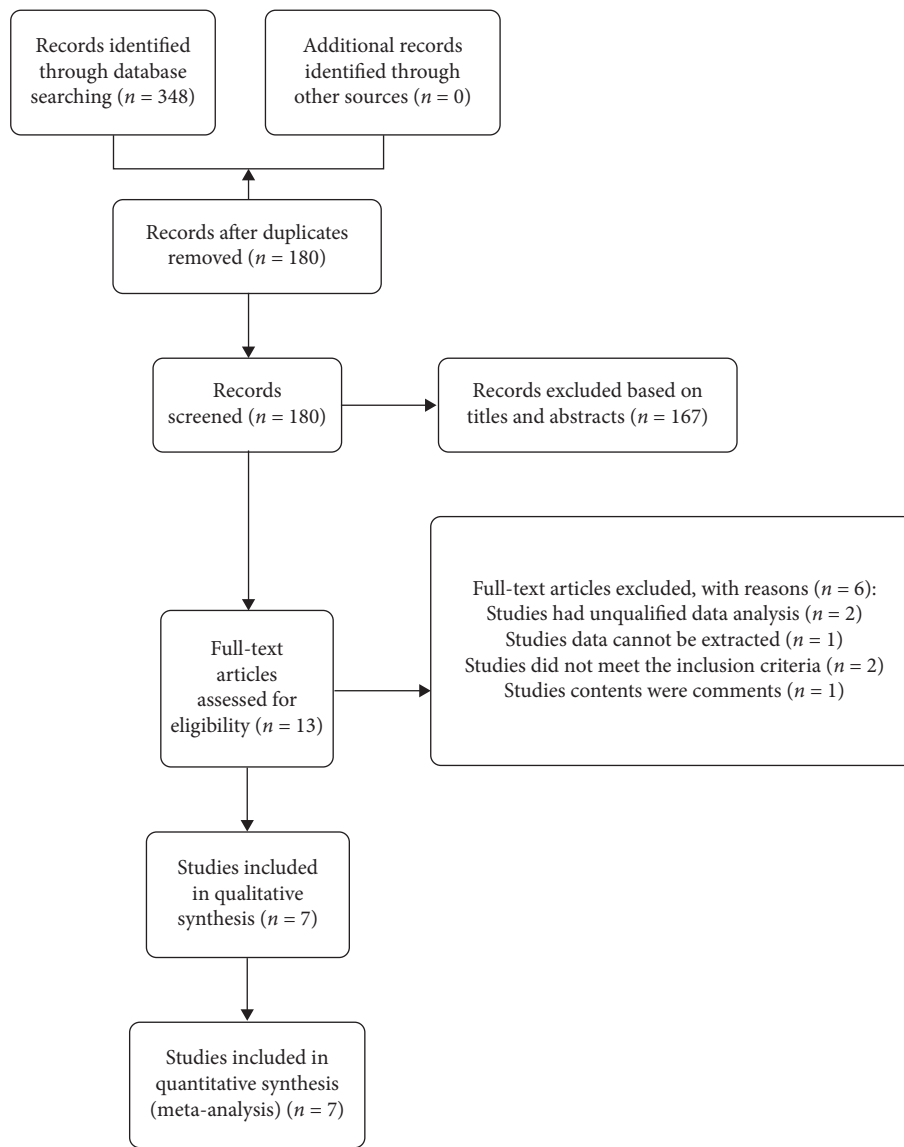 Records identified
through database
searching (n = 348)
Additional records
identified through
other sources (n = 0)
Records after duplicates
removed (n = 180)
Records
screened (n = 180)
Records excluded based on
titles and abstracts (n = 167)
Full-text
articles
assessed for
eligibility (n = 13)
Full-text articles excluded, with reasons (n = 6):
Studies had unqualified data analysis (n = 2)
Studies data cannot be extracted (n = 1)
Studies did not meet the inclusion criteria (n = 2)
Studies contents were comments (n = 1)
Studies included
in qualitative
synthesis (n = 7)
Studies included in
quantitative synthesis
(meta-analysis) (n = 7)